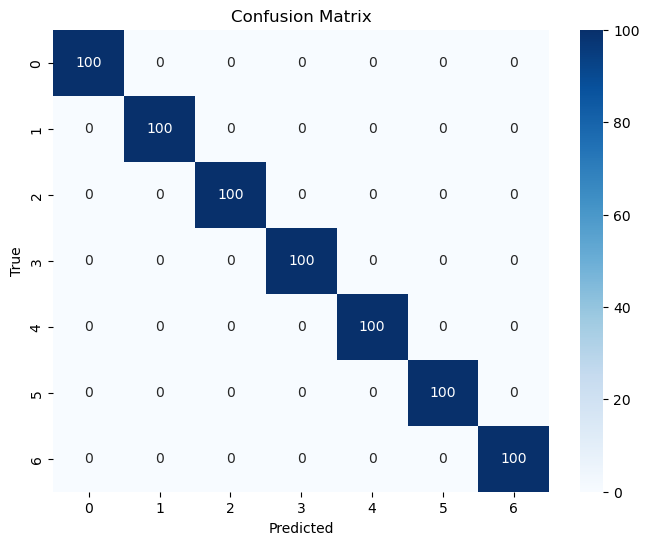 Confusion Matrix
True
0 100 0 0 0 0 0 0
1 0 100 0 0 0 0 0
2 0 0 100 0 0 0 0
3 0 0 0 100 0 0 0
4 0 0 0 0 100 0 0
5 0 0 0 0 0 100 0
6 0 0 0 0 0 0 100
0 1 2 3 4 5 6
Predicted
100
80
60
40
20
0